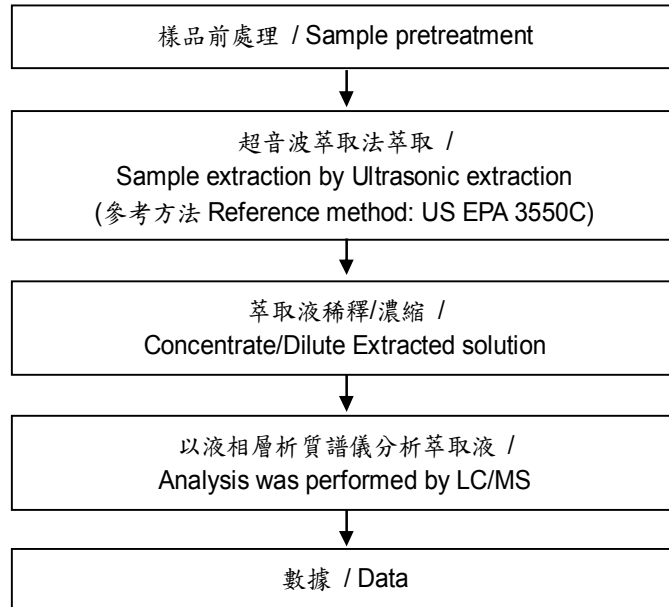 樣品前處理 / Sample pretreatment
超音波萃取法萃取 /
Sample extraction by Ultrasonic extraction
(參考方法 Reference method: US EPA 3550C)
萃取液稀釋/濃縮 /
Concentrate/Dilute Extracted solution
以液相層析質譜儀分析萃取液 /
Analysis was performed by LC/MS
數據 / Data